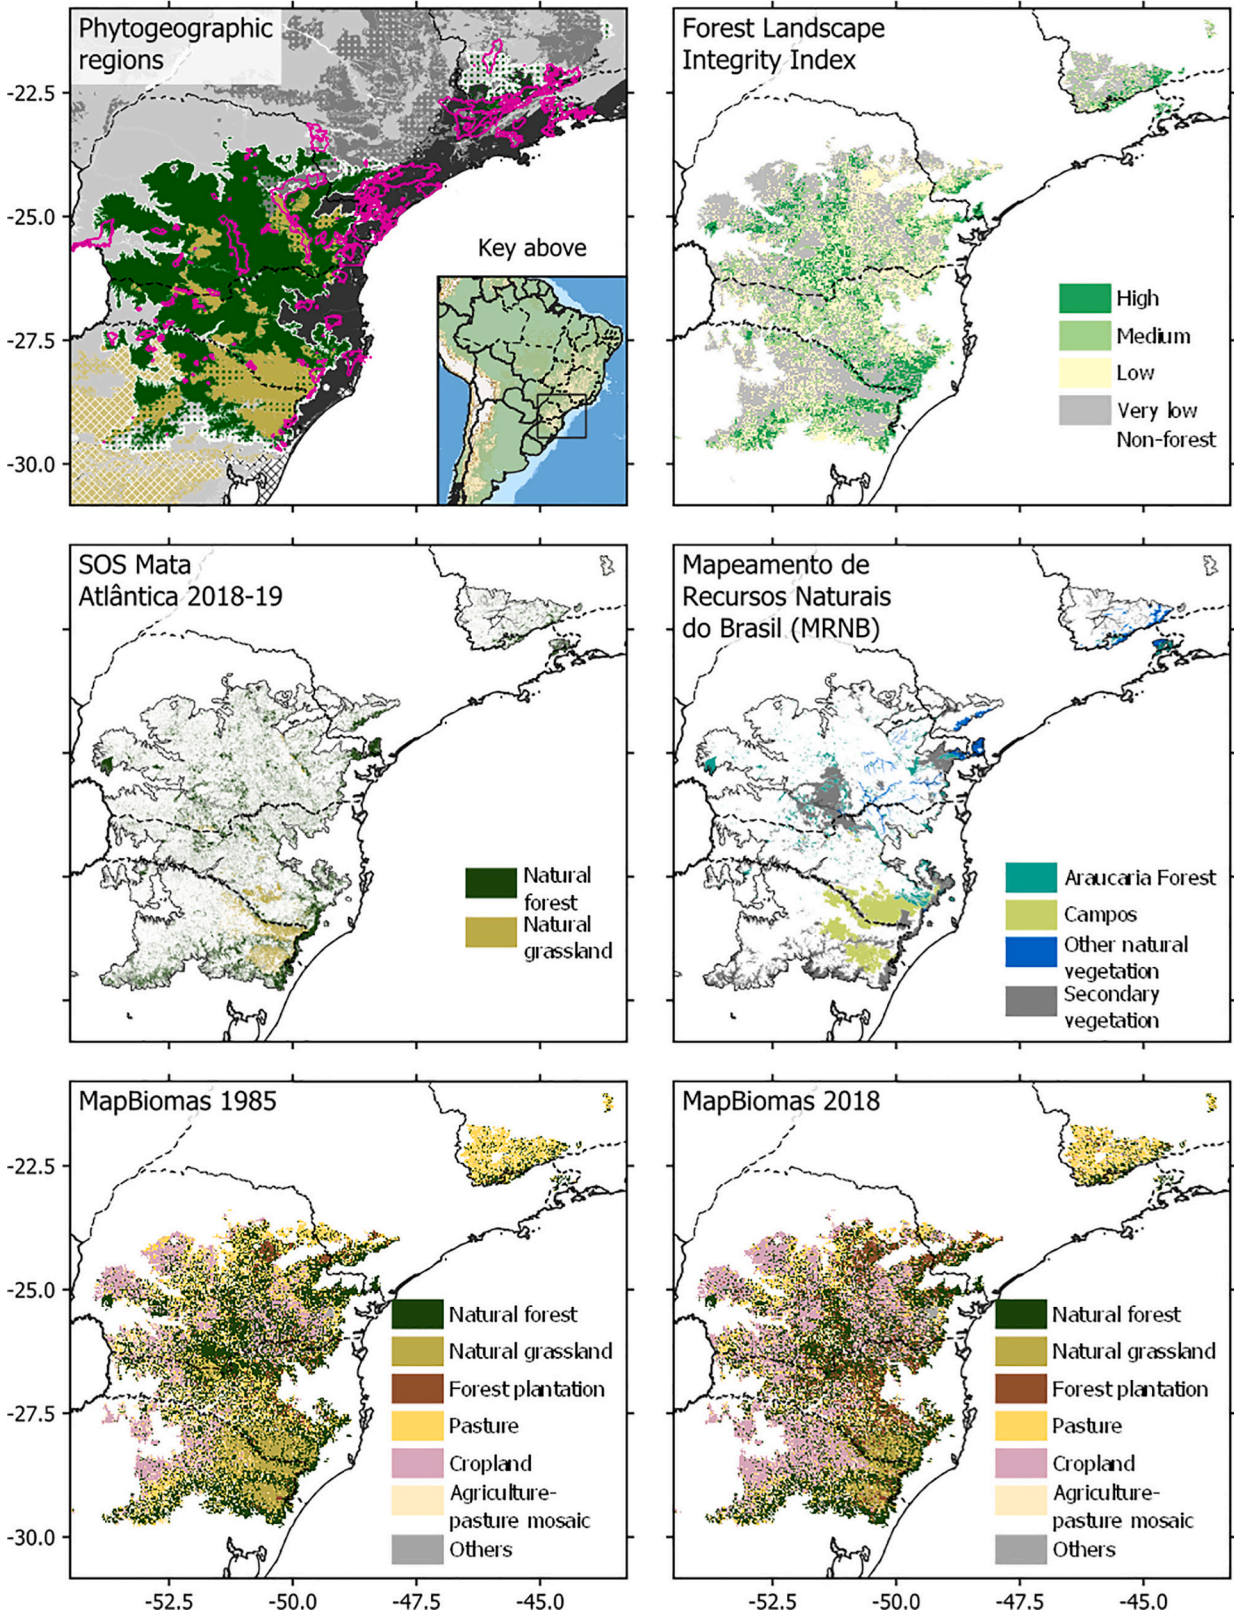 Phytogeographic
regions
Key above
-22.5
-25.0
-27.5
-30.0
Forest Landscape
Integrity Index
High
Medium
Low
Very low
Non-forest
SOS Mata
Atlântica 2018-19
Natural
forest
Natural
grassland
Mapeamento de
Recursos Naturais
do Brasil (MRNB)
Araucaria Forest
Campos
Other natural
vegetation
Secondary
vegetation
MapBiomas 1985
-22.5
-25.0
-27.5
-30.0
Natural forest
Natural grassland
Forest plantation
Pasture
Cropland
Agriculture-
pasture mosaic
Others
-52.5
-50.0
-47.5
-45.0
MapBiomas 2018
Natural forest
Natural grassland
Forest plantation
Pasture
Cropland
Agriculture-
pasture mosaic
Others
-52.5
-50.0
-47.5
-45.0